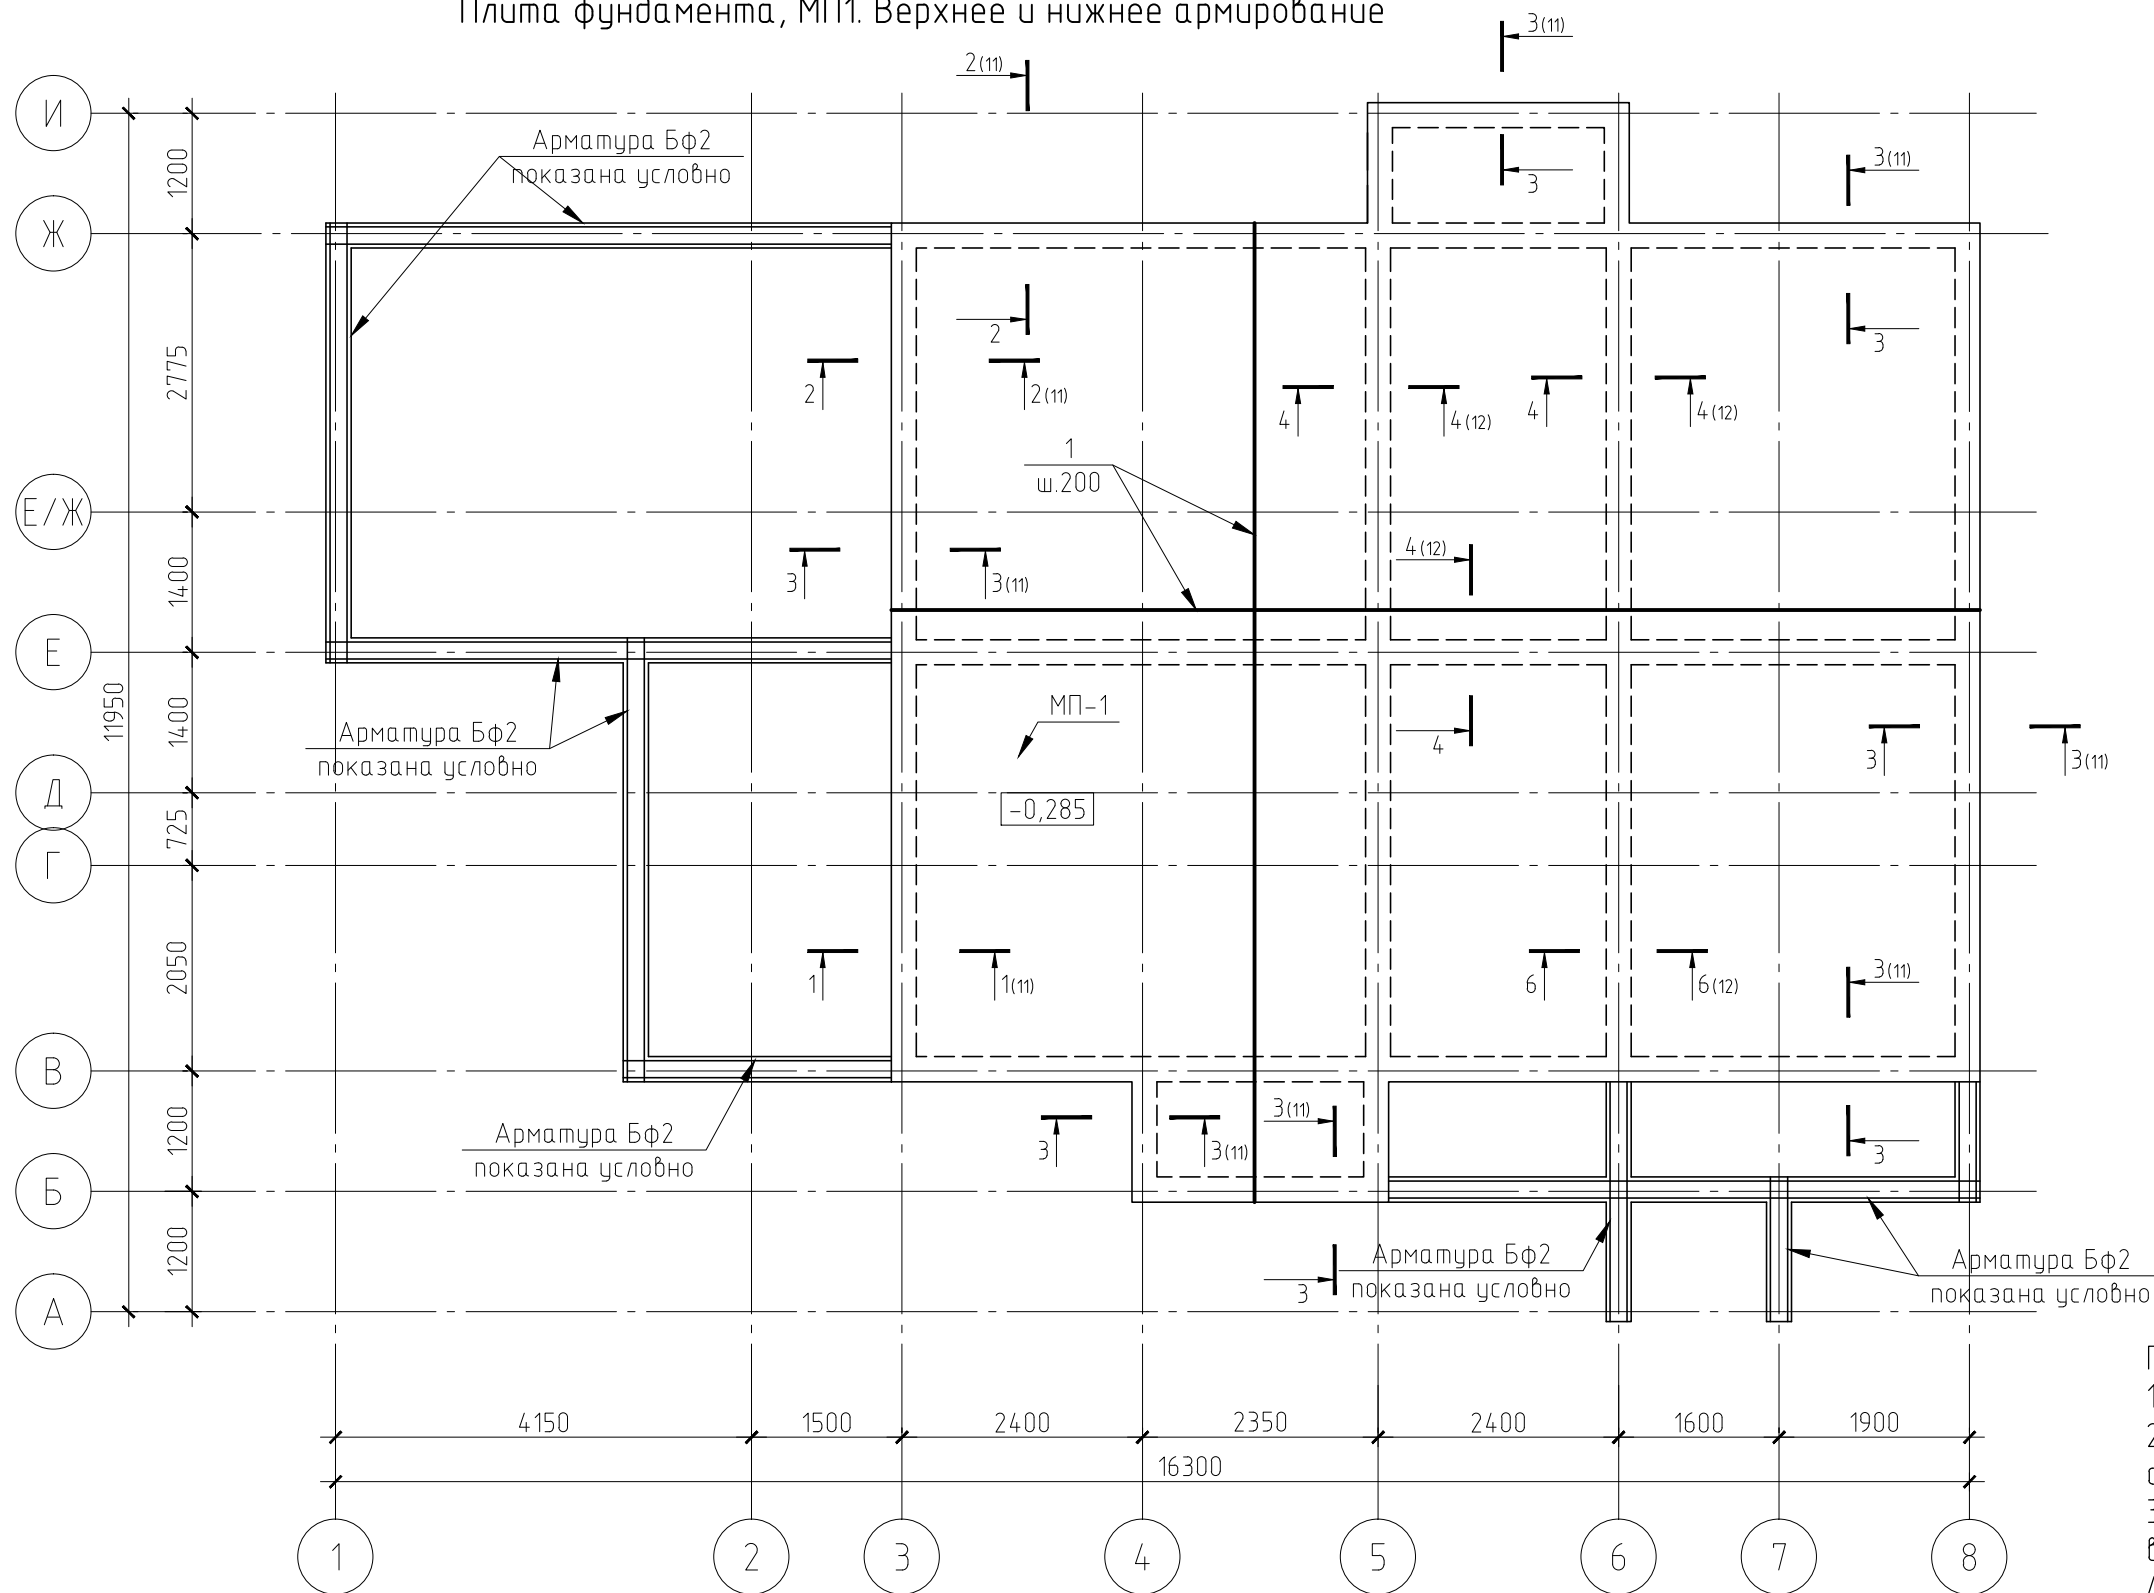 Плита фундамента, МП1. Верхнее и нижнее армирование
3(11)
2(11)
И
Арматура Бф2
показана условно
3(11)
3
1200
Ж
2
3
2775
2
2(11)
4
4(12)
4
4(12)
1
ш.200
Е/Ж
3
3(11)
4(12)
1400
Е
11950
1400
МП-1
Арматура Бф2
показана условно
4
3
3(11)
Д
-0,285
725
Г
2050
1
1(11)
6
6(12)
3(11)
В
1200
Арматура Бф2
показана условно
3
3(11)
3(11)
3
Б
1200
Арматура Бф2
показана условно
3
Арматура Бф2
показана условно
А
4150
1500
2400
2350
2400
1600
1900
16300
1
2
3
4
5
6
7
8